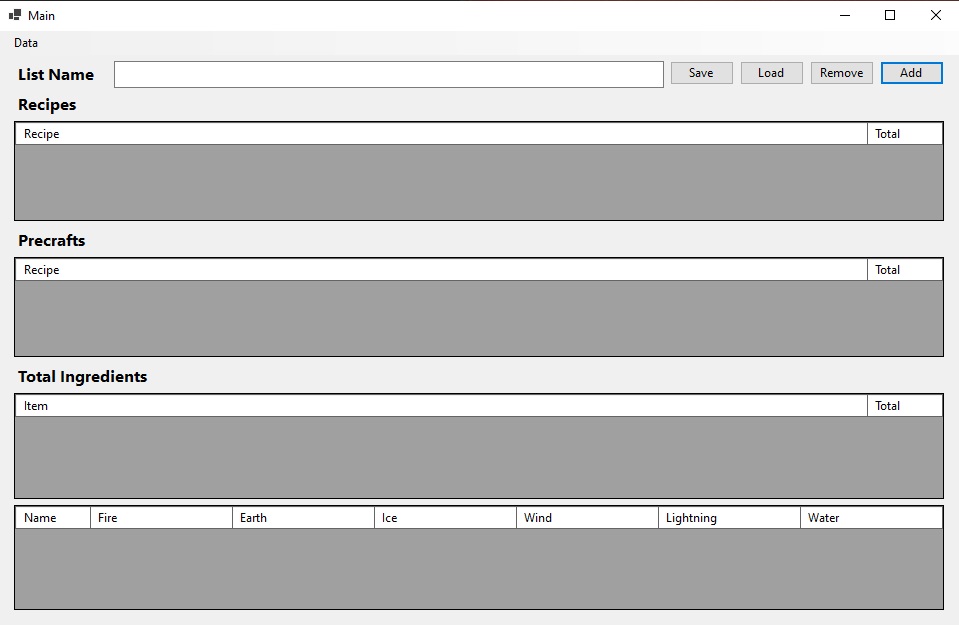 Main
Data
List Name Save Load Remove Add
Recipes
Recipe Total
Precrafts
Recipe Total
Total Ingredients
Item Total
Name Fire Earth Ice Wind Lightning Water